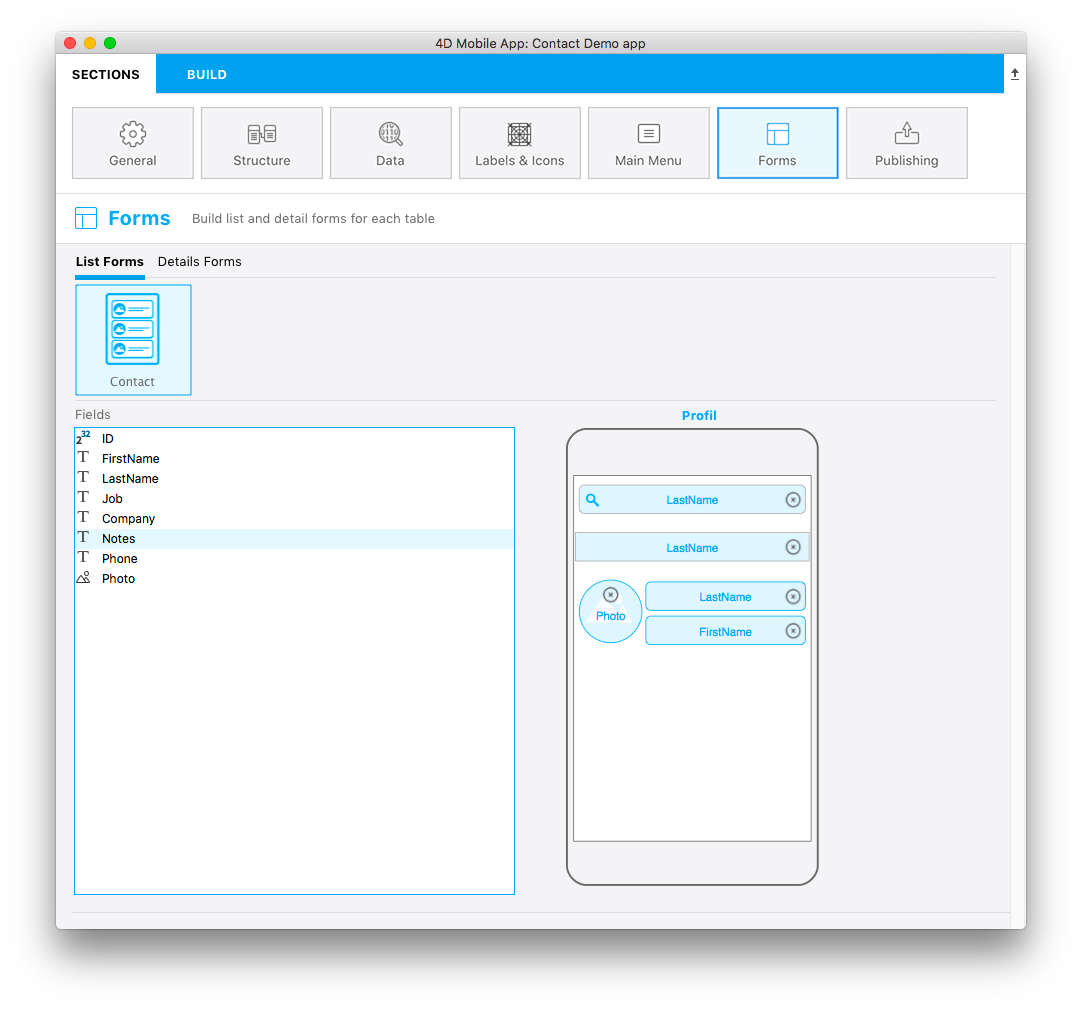 4D Mobile App: Contact Demo app
SECTIONS
BUILD
General
Structure
Data
Labels & Icons
Main Menu
Forms
Publishing
Forms
Build list and detail forms for each table
List Forms
Details Forms
Contact
Fields
2³² ID
T FirstName
T LastName
T Job
T Company
T Notes
T Phone
Photo
Profil
LastName
LastName
Photo
LastName
FirstName